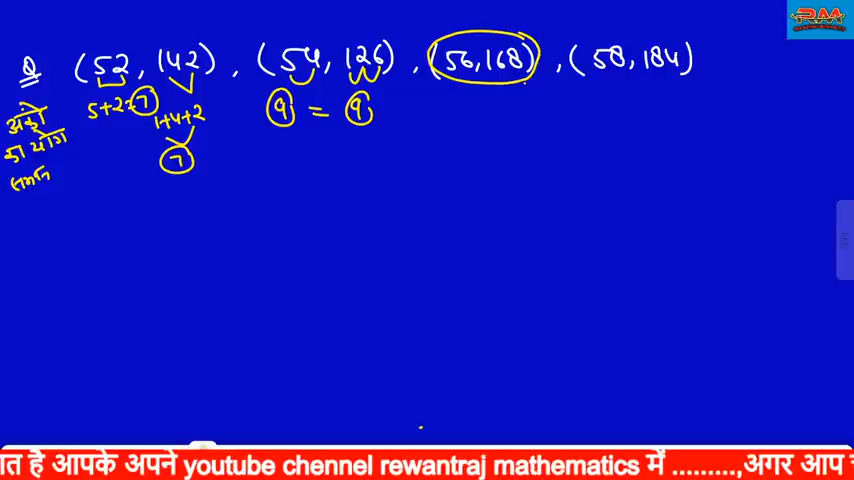 Q (52, 142), (54, 126), (56, 168), (58, 184)
5+2=7
1+4+2
7
9 = 9
अंको
का योग
समान
RMA
ात है आपके अपने youtube chennel rewantraj mathematics में .........,अगर आप